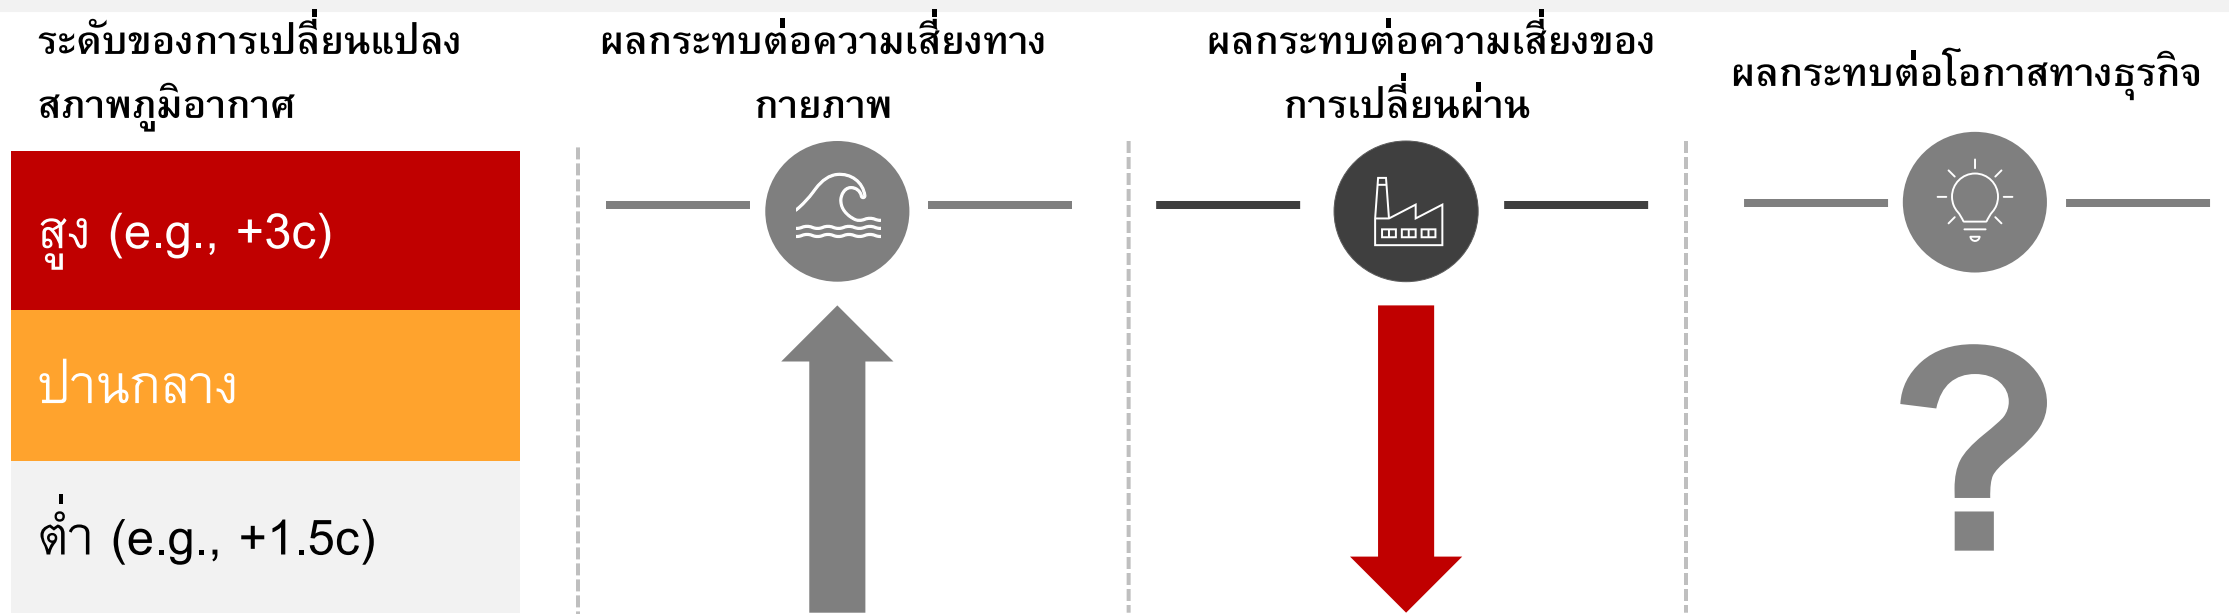 ระดับของการเปลี่ยนแปลง
สภาพภูมิอากาศ
ผลกระทบต่อความเสี่ยงทาง
กายภาพ
ผลกระทบต่อความเสี่ยงของ
การเปลี่ยนผ่าน
ผลกระทบต่อโอกาสทางธุรกิจ
สูง (e.g., +3c)
ปานกลาง
ต่ำ (e.g., +1.5c)
?